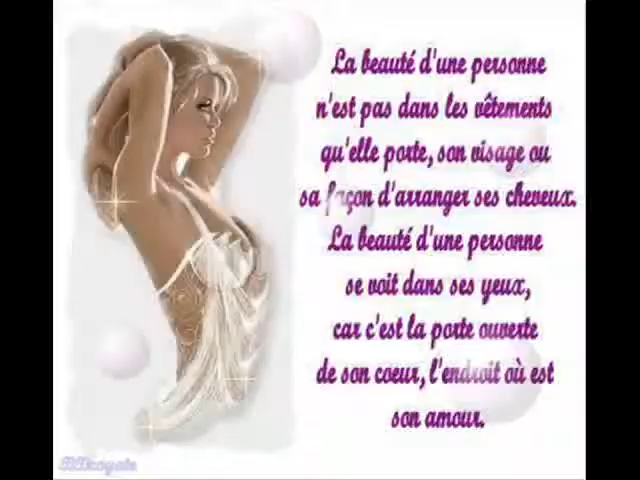 La beauté d'une personne
n'est pas dans les vêtements
qu'elle porte, son visage ou
sa façon d'arranger ses cheveux.
La beauté d'une personne
se voit dans ses yeux,
car c'est la porte ouverte
de son coeur, l'endroit où est
son amour.